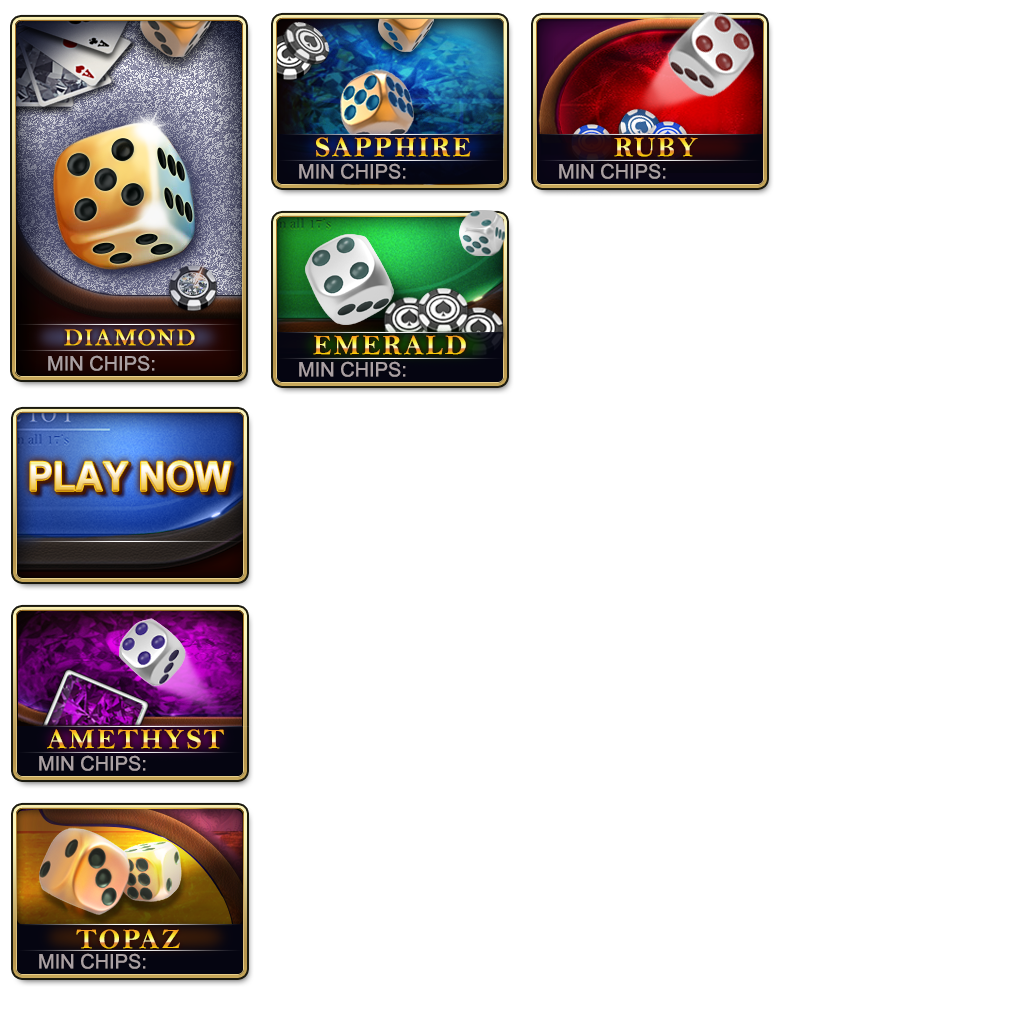 A
A
DIAMOND
MIN CHIPS:
SAPPHIRE
MIN CHIPS:
RUBY
MIN CHIPS:
n all 17's
EMERALD
MIN CHIPS:
n all 17's
PLAY NOW
AMETHYST
MIN CHIPS:
TOPAZ
MIN CHIPS: